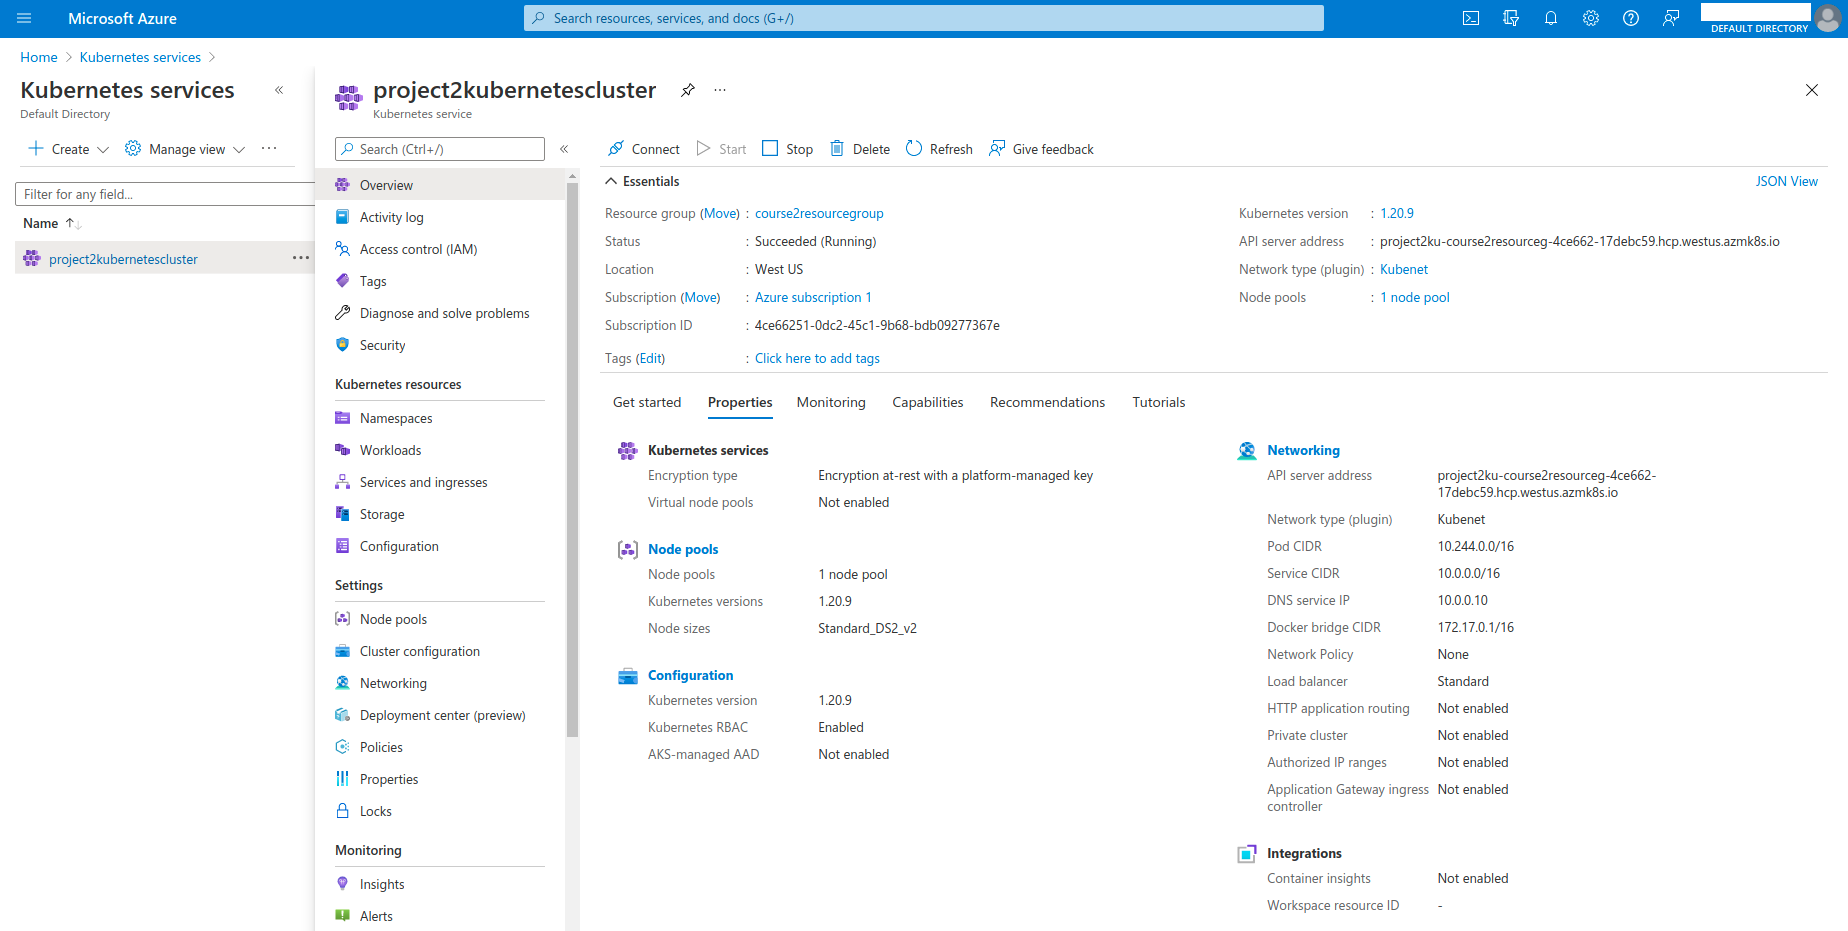 Microsoft Azure
Search resources, services, and docs (G+/)
DEFAULT DIRECTORY
Home > Kubernetes services >
Kubernetes services «
Default Directory
Create
Manage view
Filter for any field...
Name ↑↓
project2kubernetescluster
project2kubernetescluster
Kubernetes service
Search (Ctrl+/) «
Overview
Activity log
Access control (IAM)
Tags
Diagnose and solve problems
Security
Kubernetes resources
Namespaces
Workloads
Services and ingresses
Storage
Configuration
Settings
Node pools
Cluster configuration
Networking
Deployment center (preview)
Policies
Properties
Locks
Monitoring
Insights
Alerts
Connect
Start
Stop
Delete
Refresh
Give feedback
Essentials
JSON View
Resource group (Move) : course2resourcegroup
Status : Succeeded (Running)
Location : West US
Subscription (Move) : Azure subscription 1
Subscription ID : 4ce66251-0dc2-45c1-9b68-bdb09277367e
Tags (Edit) : Click here to add tags
Kubernetes version : 1.20.9
API server address : project2ku-course2resourceg-4ce662-17debc59.hcp.westus.azmk8s.io
Network type (plugin) : Kubenet
Node pools : 1 node pool
Get started
Properties
Monitoring
Capabilities
Recommendations
Tutorials
Kubernetes services
Encryption type Encryption at-rest with a platform-managed key
Virtual node pools Not enabled
Node pools
Node pools 1 node pool
Kubernetes versions 1.20.9
Node sizes Standard_DS2_v2
Configuration
Kubernetes version 1.20.9
Kubernetes RBAC Enabled
AKS-managed AAD Not enabled
Networking
API server address project2ku-course2resourceg-4ce662-
17debc59.hcp.westus.azmk8s.io
Network type (plugin) Kubenet
Pod CIDR 10.244.0.0/16
Service CIDR 10.0.0.0/16
DNS service IP 10.0.0.10
Docker bridge CIDR 172.17.0.1/16
Network Policy None
Load balancer Standard
HTTP application routing Not enabled
Private cluster Not enabled
Authorized IP ranges Not enabled
Application Gateway ingress Not enabled
controller
Integrations
Container insights Not enabled
Workspace resource ID -